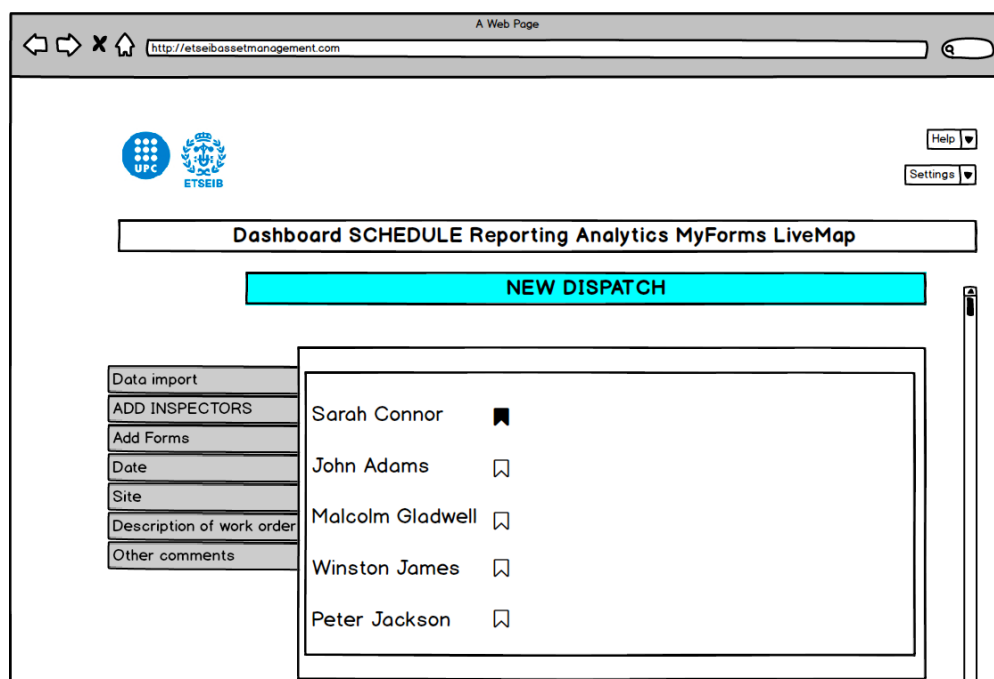 A Web Page
http://etseibassetmanagement.com
UPC
ETSEIB
Help
Settings
Dashboard SCHEDULE Reporting Analytics MyForms LiveMap
NEW DISPATCH
Data import
ADD INSPECTORS
Add Forms
Date
Site
Description of work order
Other comments
Sarah Connor
John Adams
Malcolm Gladwell
Winston James
Peter Jackson